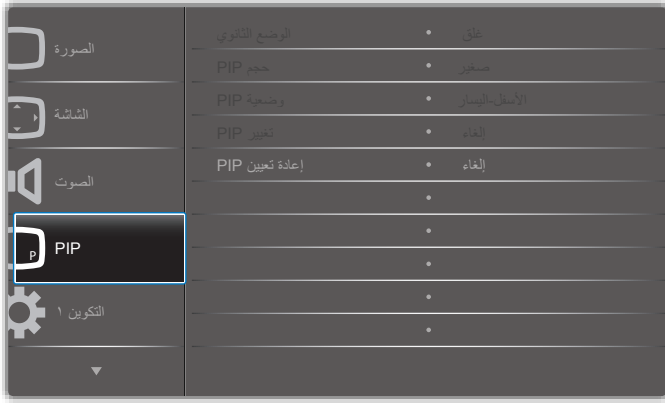 الصورة
الشاشة
الصوت
P
PIP
التكوين ١
الوضع الثانوي • غلق
حجم PIP • صغير
وضعية PIP • الأسفل-اليسار
تغيير PIP • إلغاء
إعادة تعيين PIP • إلغاء
•
•
•
•
•